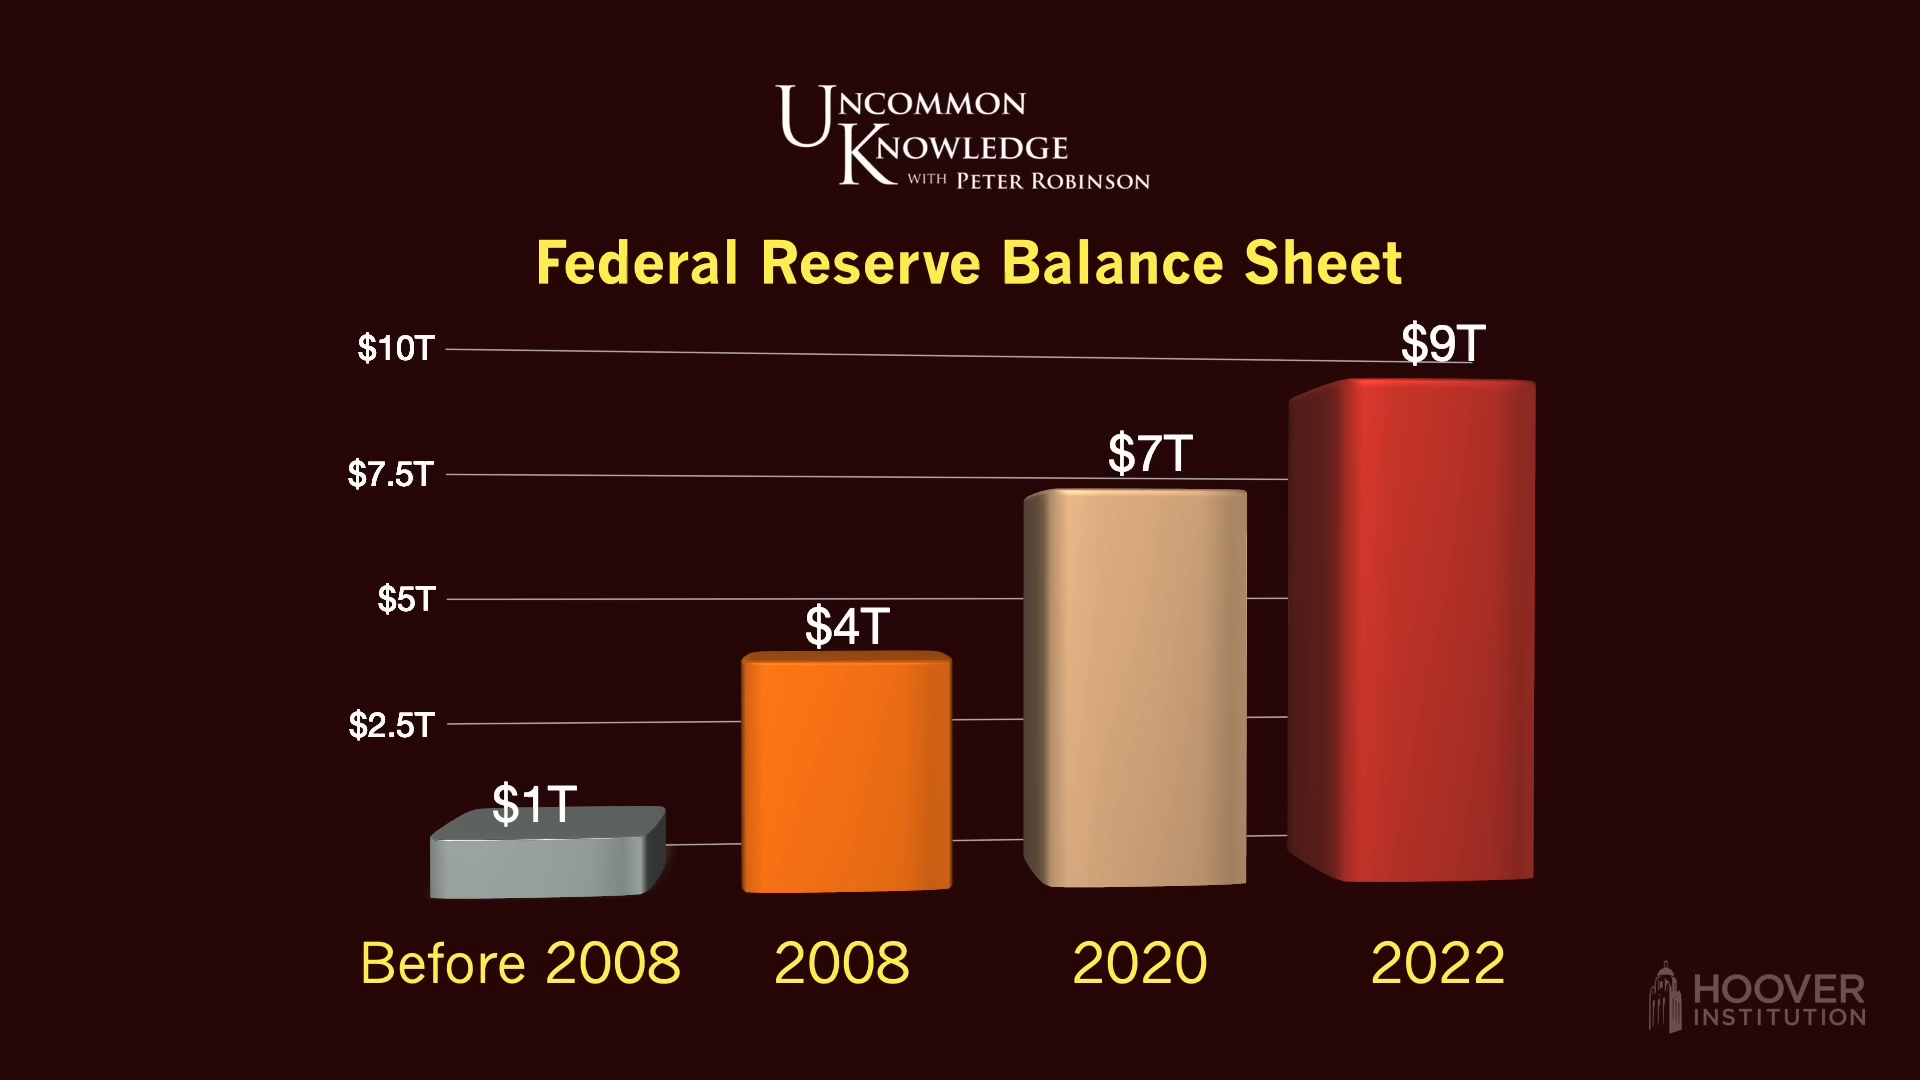 UNCOMMON
KNOWLEDGE
WITH PETER ROBINSON
Federal Reserve Balance Sheet
$10T
$9T
$7.5T
$7T
$5T
$4T
$2.5T
$1T
Before 2008 2008 2020 2022
HOOVER
INSTITUTION